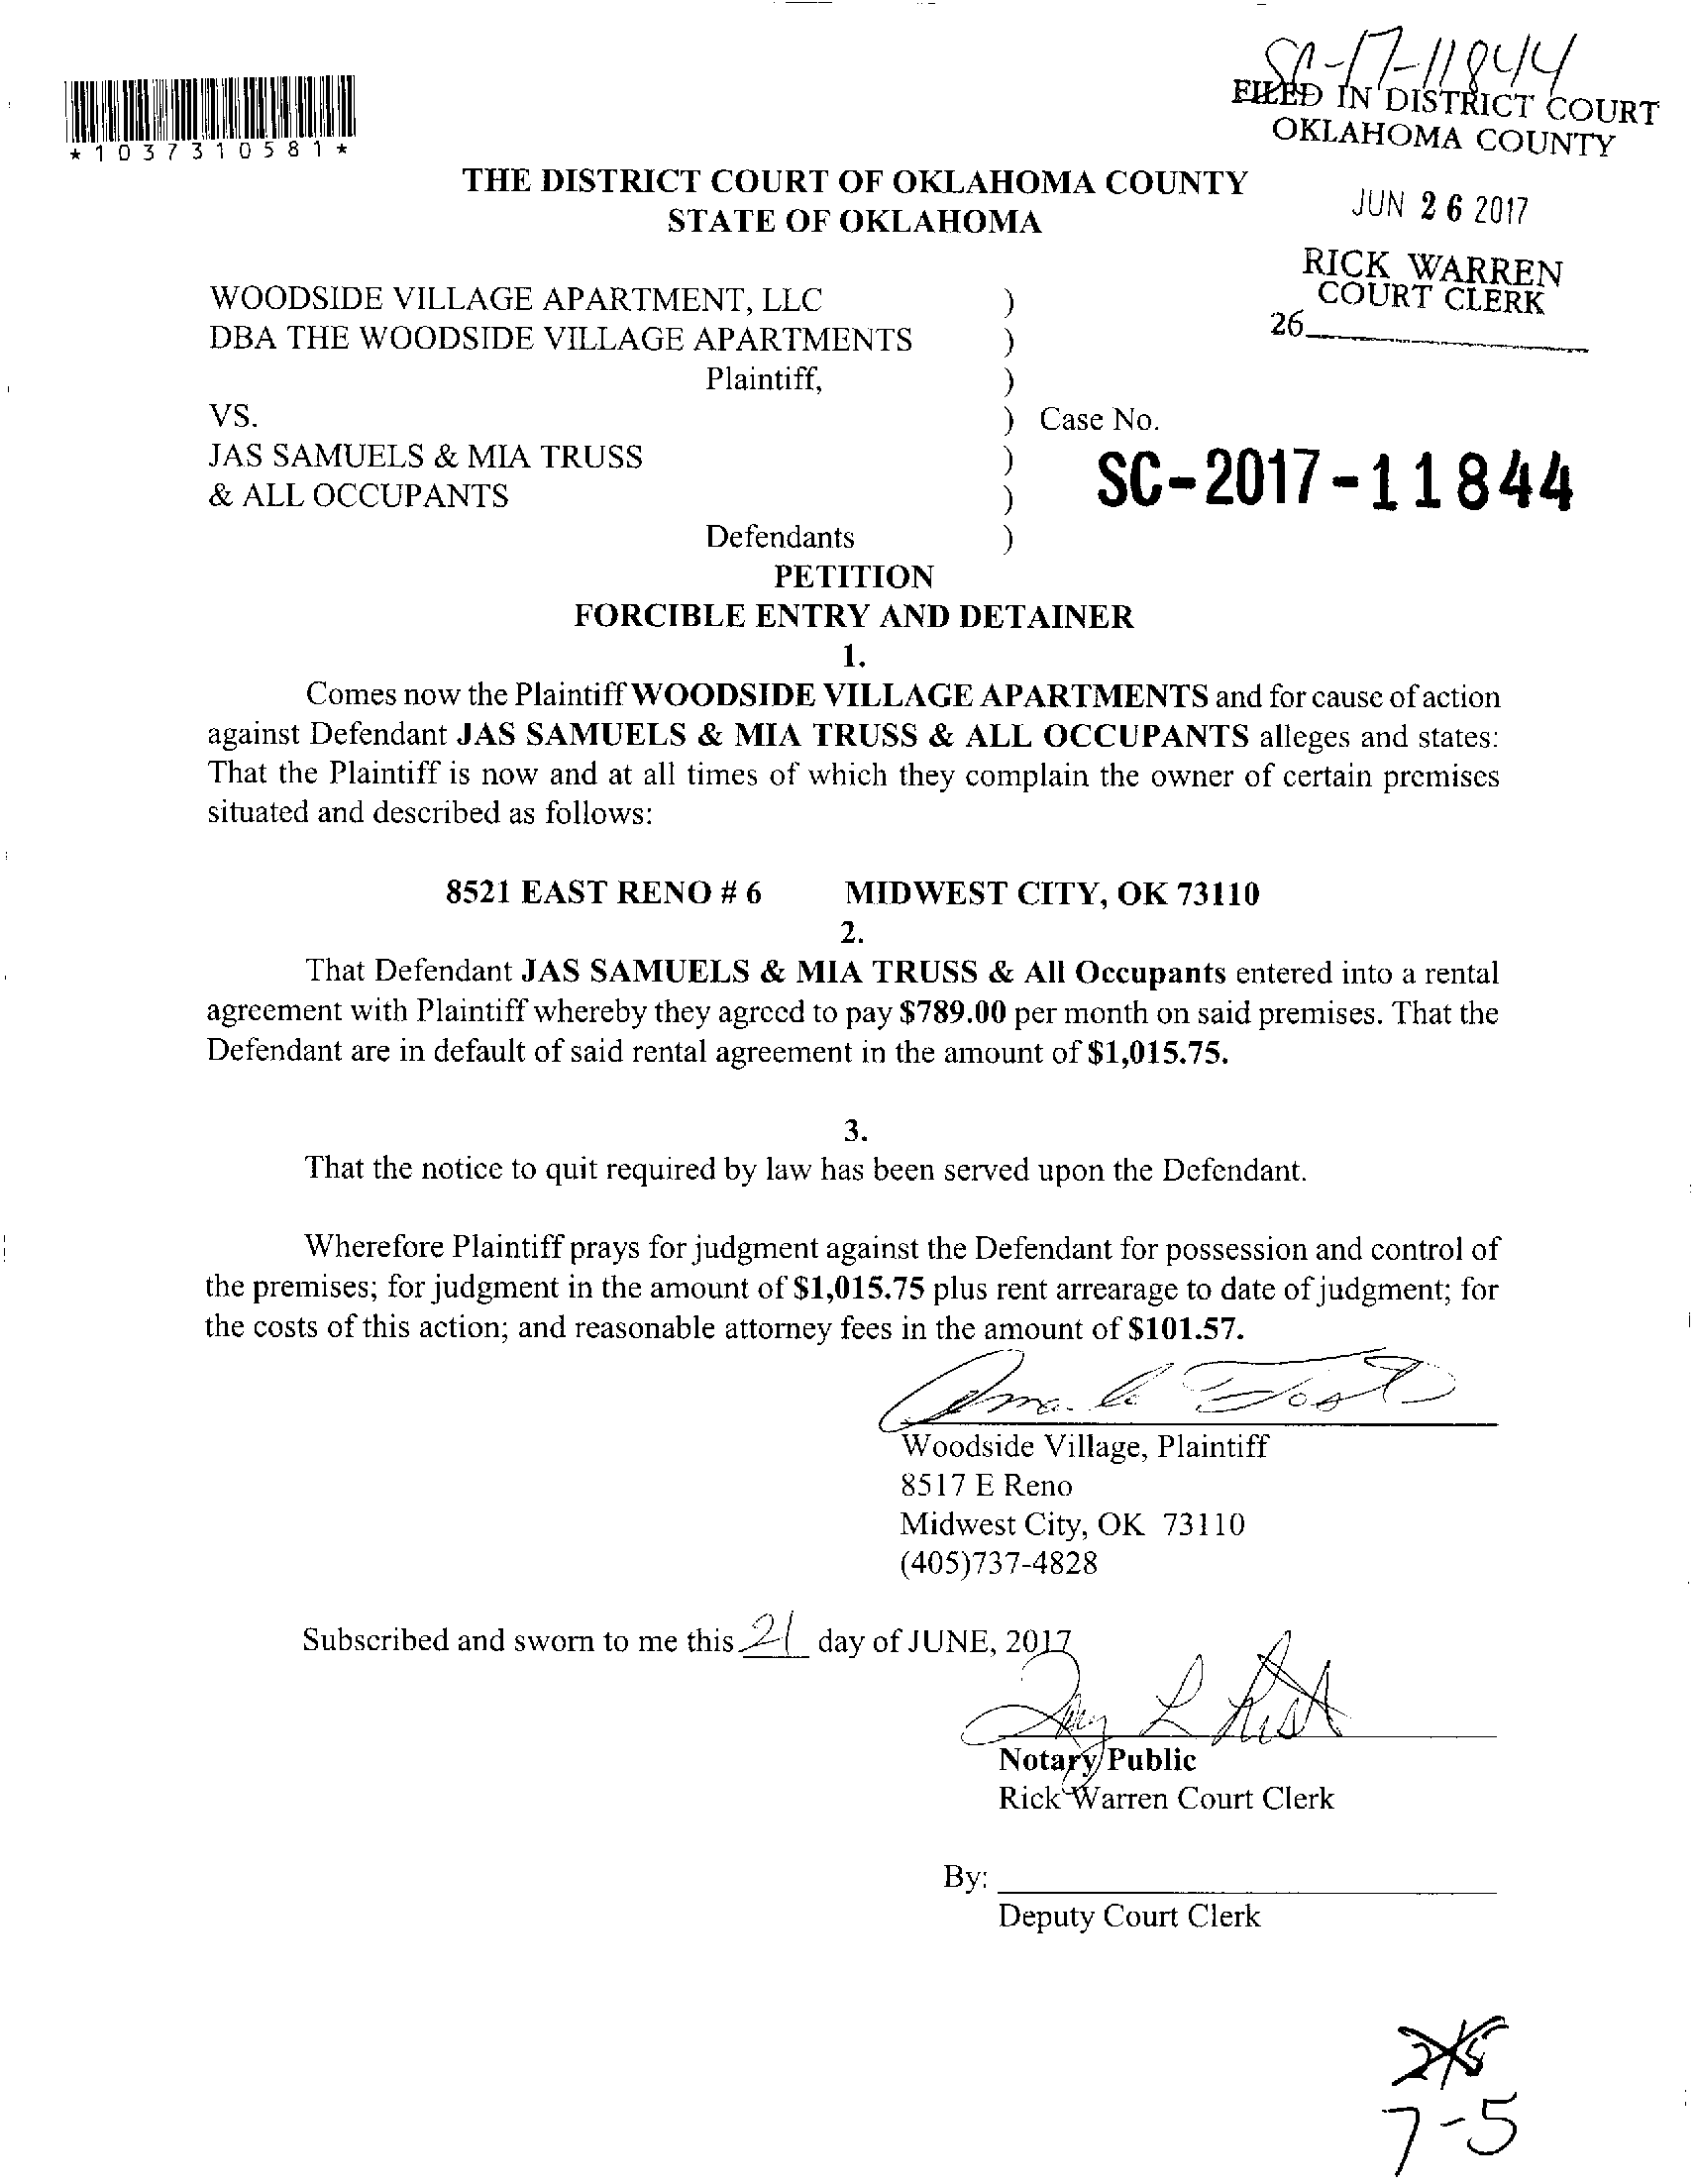 SC-17-11844
FILED IN DISTRICT COURT
OKLAHOMA COUNTY
*1037310581*
THE DISTRICT COURT OF OKLAHOMA COUNTY
STATE OF OKLAHOMA
JUN 26 2017
RICK WARREN
COURT CLERK
26
WOODSIDE VILLAGE APARTMENT, LLC )
DBA THE WOODSIDE VILLAGE APARTMENTS )
Plaintiff, )
VS. ) Case No.
JAS SAMUELS & MIA TRUSS )
SC-2017-11844
& ALL OCCUPANTS )
Defendants )
PETITION
FORCIBLE ENTRY AND DETAINER
1.
Comes now the Plaintiff WOODSIDE VILLAGE APARTMENTS and for cause of action
against Defendant JAS SAMUELS & MIA TRUSS & ALL OCCUPANTS alleges and states:
That the Plaintiff is now and at all times of which they complain the owner of certain premises
situated and described as follows:
8521 EAST RENO # 6 MIDWEST CITY, OK 73110
2.
That Defendant JAS SAMUELS & MIA TRUSS & All Occupants entered into a rental
agreement with Plaintiff whereby they agreed to pay $789.00 per month on said premises. That the
Defendant are in default of said rental agreement in the amount of $1,015.75.
3.
That the notice to quit required by law has been served upon the Defendant.
Wherefore Plaintiff prays for judgment against the Defendant for possession and control of
the premises; for judgment in the amount of $1,015.75 plus rent arrearage to date of judgment; for
the costs of this action; and reasonable attorney fees in the amount of $101.57.
Woodside Village, Plaintiff
8517 E Reno
Midwest City, OK 73110
(405)737-4828
Subscribed and sworn to me this 21 day of JUNE, 2017
Notary Public
Rick Warren Court Clerk
By:
Deputy Court Clerk
7-5